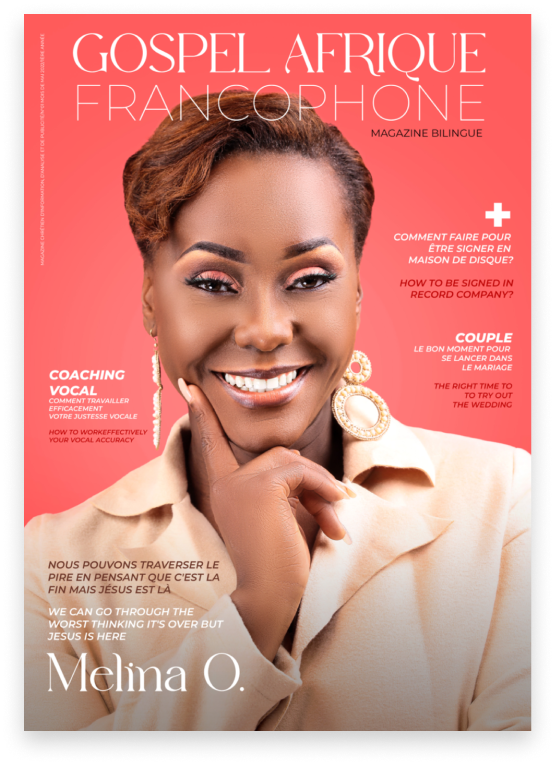 GOSPEL AFRIQUE
FRANCOPHONE
MAGAZINE BILINGUE
COMMENT FAIRE POUR
ÊTRE SIGNER EN
MAISON DE DISQUE?
HOW TO BE SIGNED IN
RECORD COMPANY?
COUPLE
LE BON MOMENT POUR
SE LANCER DANS
LE MARIAGE
THE RIGHT TIME TO
TO TRY OUT
THE WEDDING
COACHING
VOCAL
COMMENT TRAVAILLER
EFFICACEMENT
VOTRE JUSTESSE VOCALE
HOW TO WORKEFFECTIVELY
YOUR VOCAL ACCURACY
NOUS POUVONS TRAVERSER LE
PIRE EN PENSANT QUE C'EST LA
FIN MAIS JÉSUS EST LÀ
WE CAN GO THROUGH THE
WORST THINKING IT'S OVER BUT
JESUS IS HERE
Melina O.